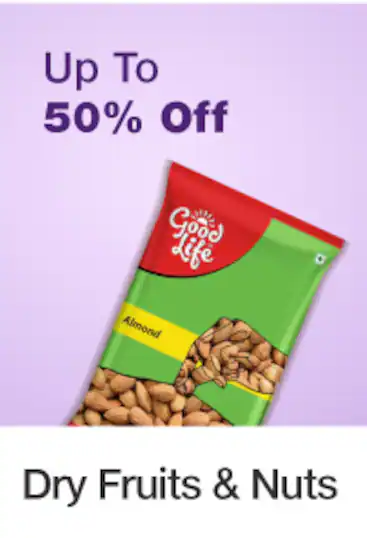 Up To
50% Off
Good
Life
Almond
Dry Fruits & Nuts